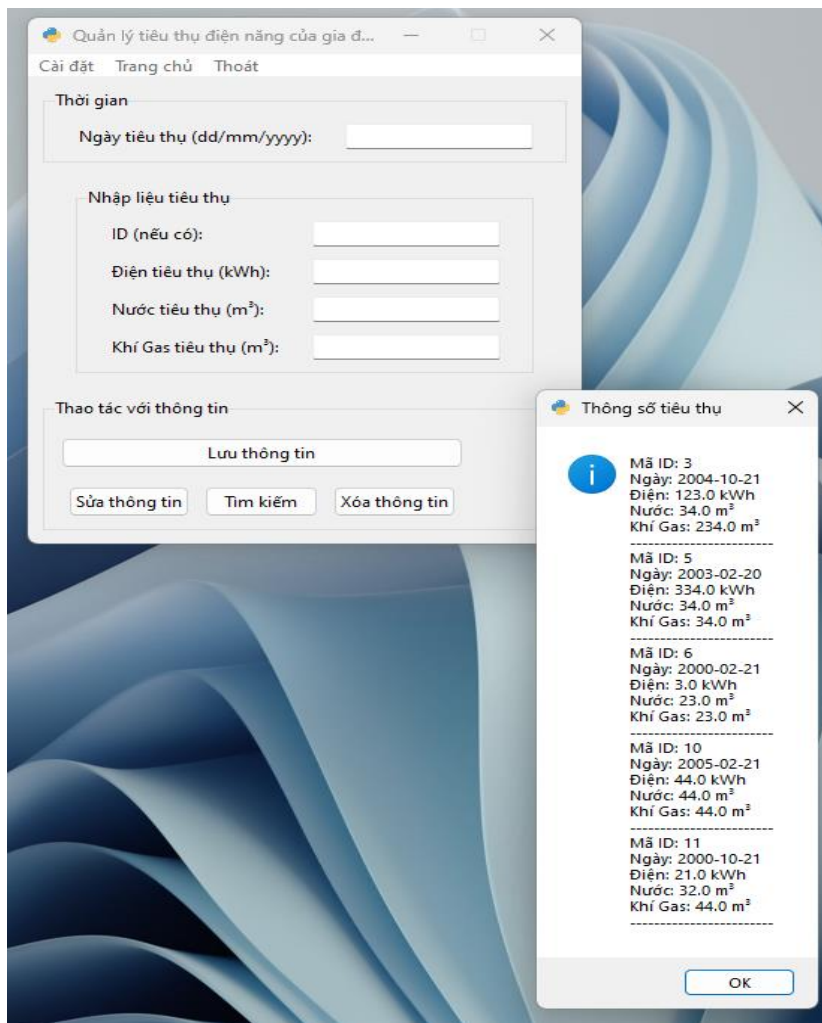 Quản lý tiêu thụ điện năng của gia đ...
Cài đặt Trang chủ Thoát
Thời gian
Ngày tiêu thụ (dd/mm/yyyy):
Nhập liệu tiêu thụ
ID (nếu có):
Điện tiêu thụ (kWh):
Nước tiêu thụ (m³):
Khí Gas tiêu thụ (m³):
Thao tác với thông tin
Lưu thông tin
Sửa thông tin Tìm kiếm Xóa thông tin
Thông số tiêu thụ
Mã ID: 3
Ngày: 2004-10-21
Điện: 123.0 kWh
Nước: 34.0 m³
Khí Gas: 234.0 m³
------------------------
Mã ID: 5
Ngày: 2003-02-20
Điện: 334.0 kWh
Nước: 34.0 m³
Khí Gas: 34.0 m³
------------------------
Mã ID: 6
Ngày: 2000-02-21
Điện: 3.0 kWh
Nước: 23.0 m³
Khí Gas: 23.0 m³
------------------------
Mã ID: 10
Ngày: 2005-02-21
Điện: 44.0 kWh
Nước: 44.0 m³
Khí Gas: 44.0 m³
------------------------
Mã ID: 11
Ngày: 2000-10-21
Điện: 21.0 kWh
Nước: 32.0 m³
Khí Gas: 44.0 m³
------------------------
OK